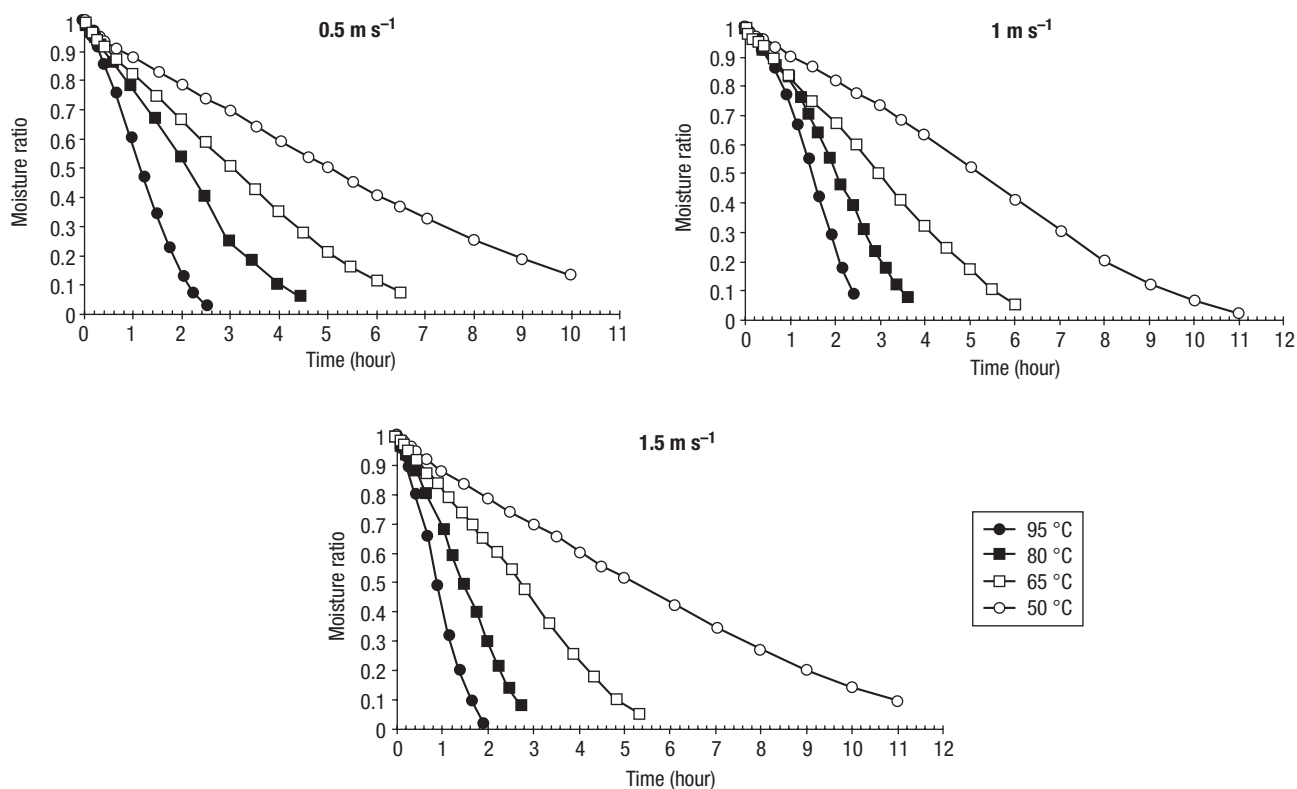 0.5 m s–1
1
0.9
0.8
0.7
0.6
0.5
0.4
0.3
0.2
0.1
0
Moisture ratio
0 1 2 3 4 5 6 7 8 9 10 11
Time (hour)
1 m s–1
1
0.9
0.8
0.7
0.6
0.5
0.4
0.3
0.2
0.1
0
Moisture ratio
0 1 2 3 4 5 6 7 8 9 10 11 12
Time (hour)
1.5 m s–1
1
0.9
0.8
0.7
0.6
0.5
0.4
0.3
0.2
0.1
0
Moisture ratio
0 1 2 3 4 5 6 7 8 9 10 11 12
Time (hour)
95 °C
80 °C
65 °C
50 °C